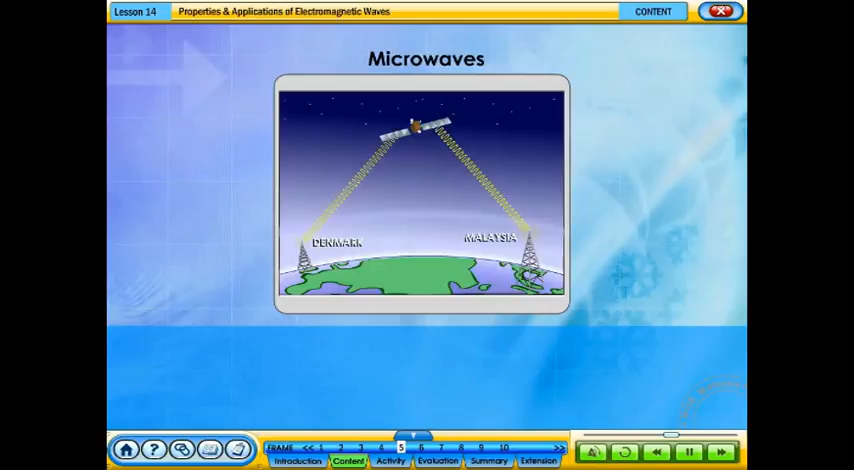 Lesson 14
Properties & Applications of Electromagnetic Waves
CONTENT
Microwaves
DENMARK
MALAYSIA
FRAME << 1 2 3 4 5 6 7 8 9 10 >>
Introduction Content Activity Evaluation Summary Extension